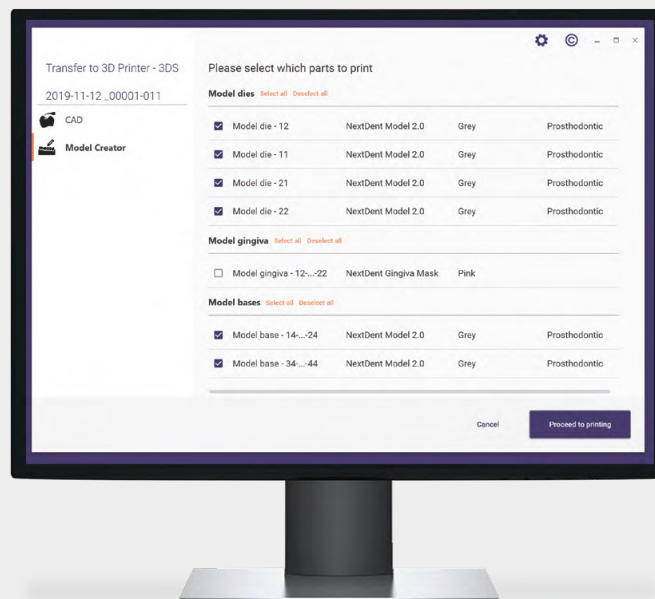 Transfer to 3D Printer - 3DS
2019-11-12 _00001-011
CAD
Model Creator
©
Please select which parts to print
Model dies Select all Deselect all
Model die - 12 NextDent Model 2.0 Grey Prosthodontic
Model die - 11 NextDent Model 2.0 Grey Prosthodontic
Model die - 21 NextDent Model 2.0 Grey Prosthodontic
Model die - 22 NextDent Model 2.0 Grey Prosthodontic
Model gingiva Select all Deselect all
Model gingiva - 12-...-22 NextDent Gingiva Mask Pink
Model bases Select all Deselect all
Model base - 14-...-24 NextDent Model 2.0 Grey Prosthodontic
Model base - 34-...-44 NextDent Model 2.0 Grey Prosthodontic
Cancel Proceed to printing